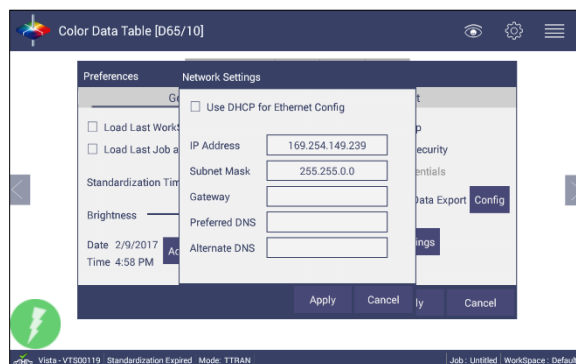 Color Data Table [D65/10]
Preferences
Network Settings
Ge
t
Use DHCP for Ethernet Config
Load Last WorkS
p
Load Last Job a
IP Address 169.254.149.239
ecurity
Subnet Mask 255.255.0.0
entials
Standardization Tim
Gateway
Data Export Config
Brightness
Preferred DNS
Date 2/9/2017
Ad
Alternate DNS
ings
Time 4:58 PM
Apply Cancel
ly Cancel
Vista - VTS00119 Standardization Expired Mode: TTRAN Job: Untitled WorkSpace: Default